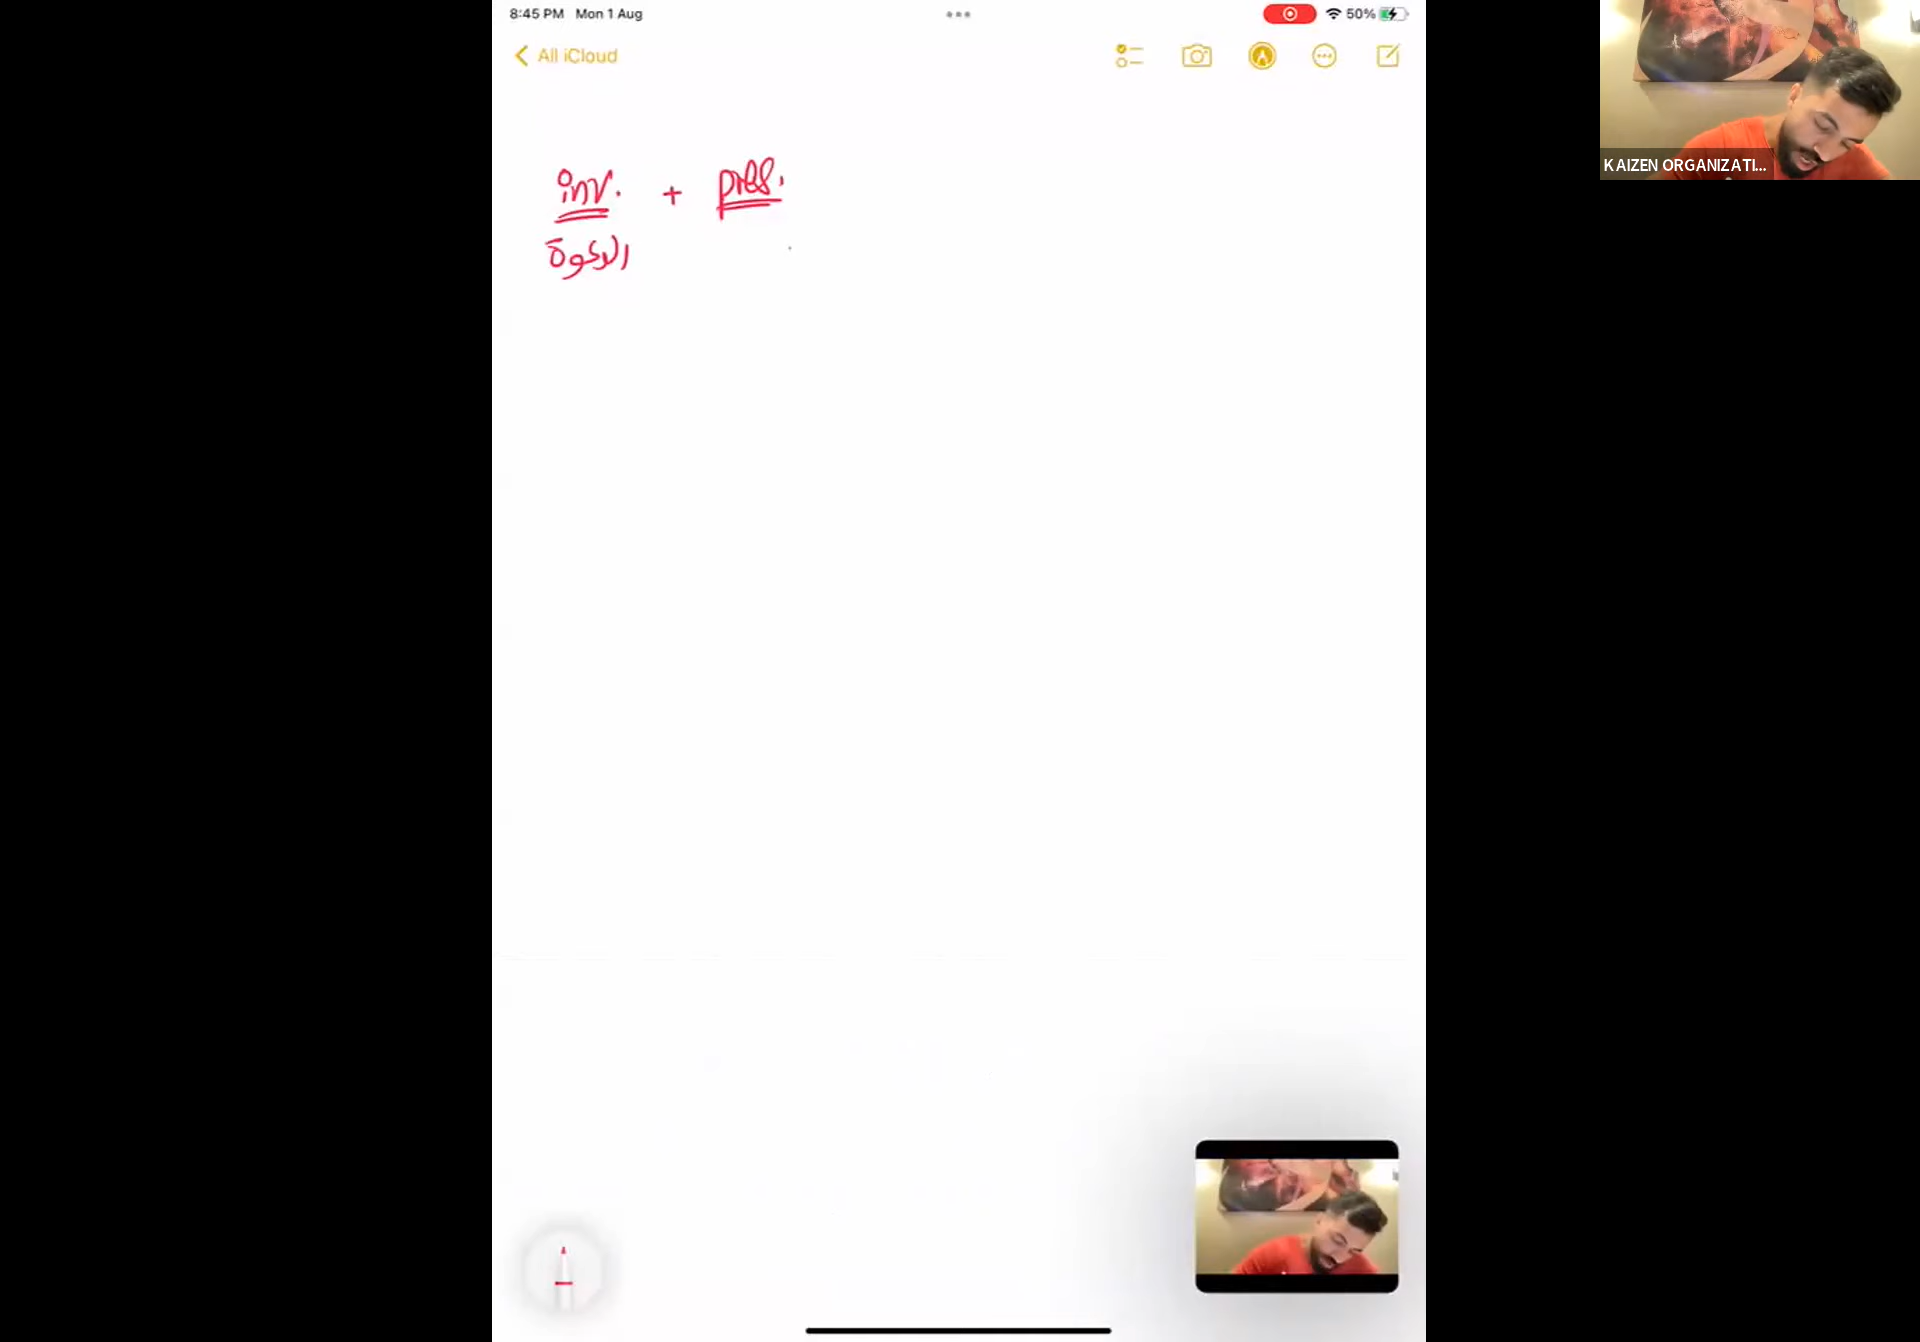 8:45 PM Mon 1 Aug
50%
All iCloud
KAIZEN ORGANIZATI...
inv. + pres.
الدعوة